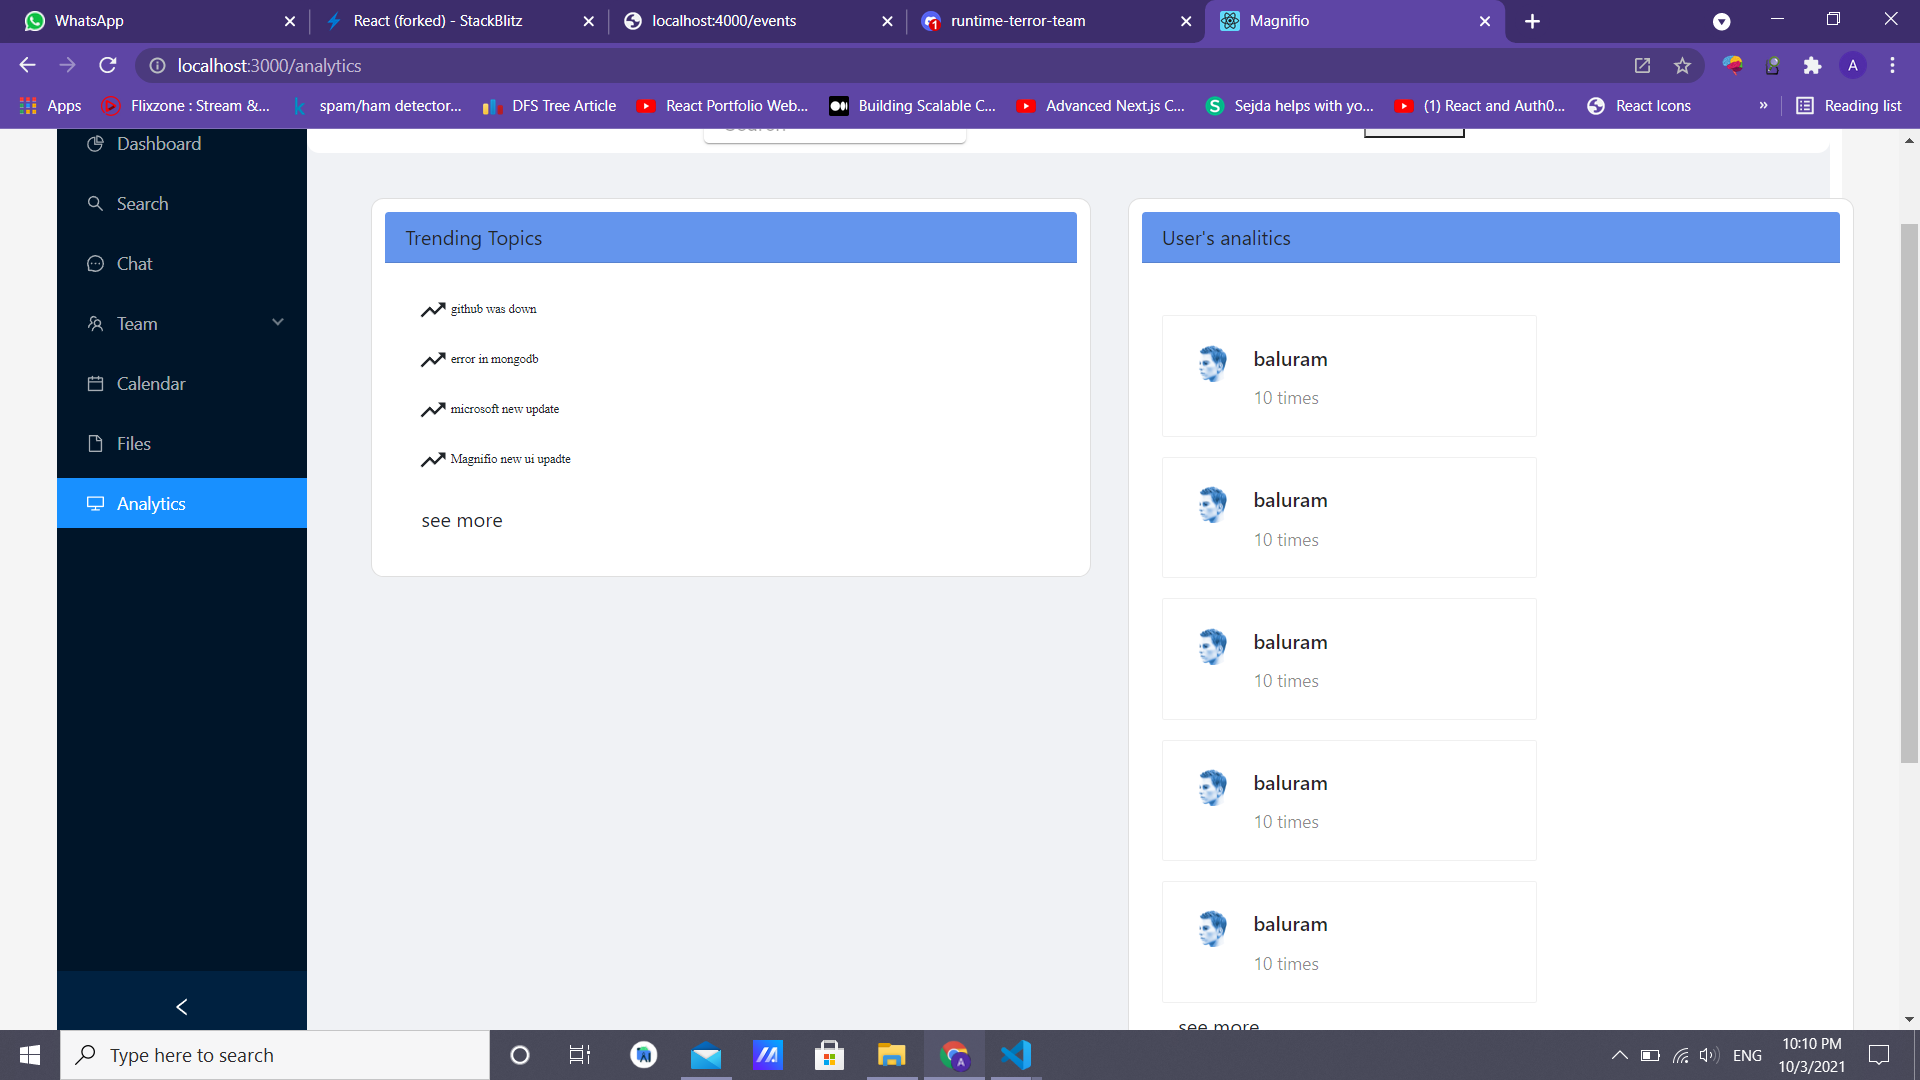 WhatsApp
React (forked) - StackBlitz
localhost:4000/events
1
runtime-terror-team
Magnifio
localhost:3000/analytics
A
Apps
Flixzone : Stream &...
k
spam/ham detector...
DFS Tree Article
React Portfolio Web...
Building Scalable C...
Advanced Next.js C...
S
Sejda helps with yo...
(1) React and Auth0...
React Icons
»
Reading list
Dashboard
Search
Chat
Team
Calendar
Files
Analytics
Trending Topics
github was down
error in mongodb
microsoft new update
Magnifio new ui upadte
see more
User's analitics
baluram
10 times
baluram
10 times
baluram
10 times
baluram
10 times
baluram
10 times
see more
Type here to search
A
ENG
10:10 PM
10/3/2021